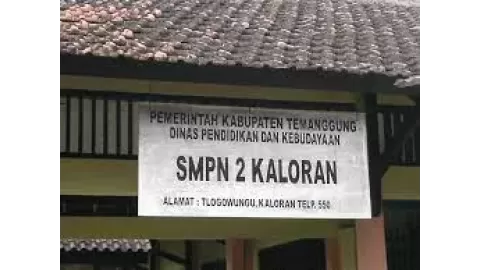 PEMERINTAH KABUPATEN TEMANGGUNG
DINAS PENDIDIKAN DAN KEBUDAYAAN
SMPN 2 KALORAN
ALAMAT : TLOGOWUNGU, KALORAN TELP. 550